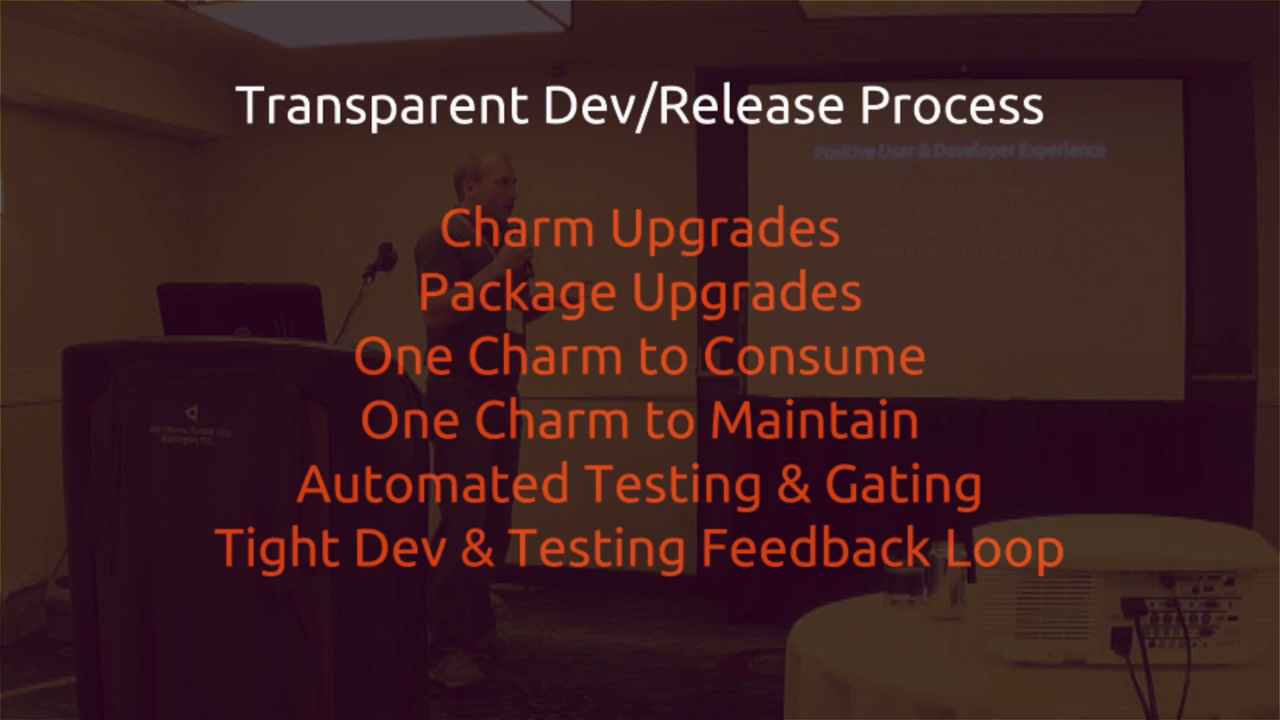 Transparent Dev/Release Process
Positive User & Developer Experience
Charm Upgrades
Package Upgrades
One Charm to Consume
One Charm to Maintain
Automated Testing & Gating
Tight Dev & Testing Feedback Loop